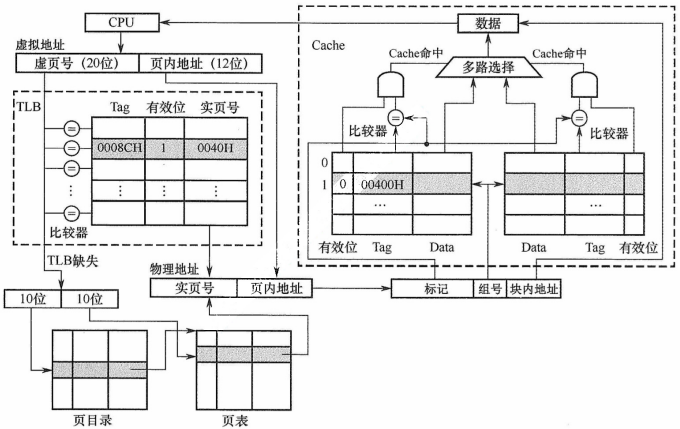 CPU
数据
虚拟地址
Cache
Cache命中
Cache命中
虚页号（20位） 页内地址（12位）
多路选择
TLB
Tag 有效位 实页号
=
= 0008CH 1 0040H
=
⋮ ⋮ ⋮ ⋮
=
比较器
= =
比较器 比较器
0
1 0 00400H
… …
有效位 Tag Data Data Tag 有效位
TLB缺失
物理地址
实页号 页内地址
标记 组号 块内地址
10位 10位
页目录 页表